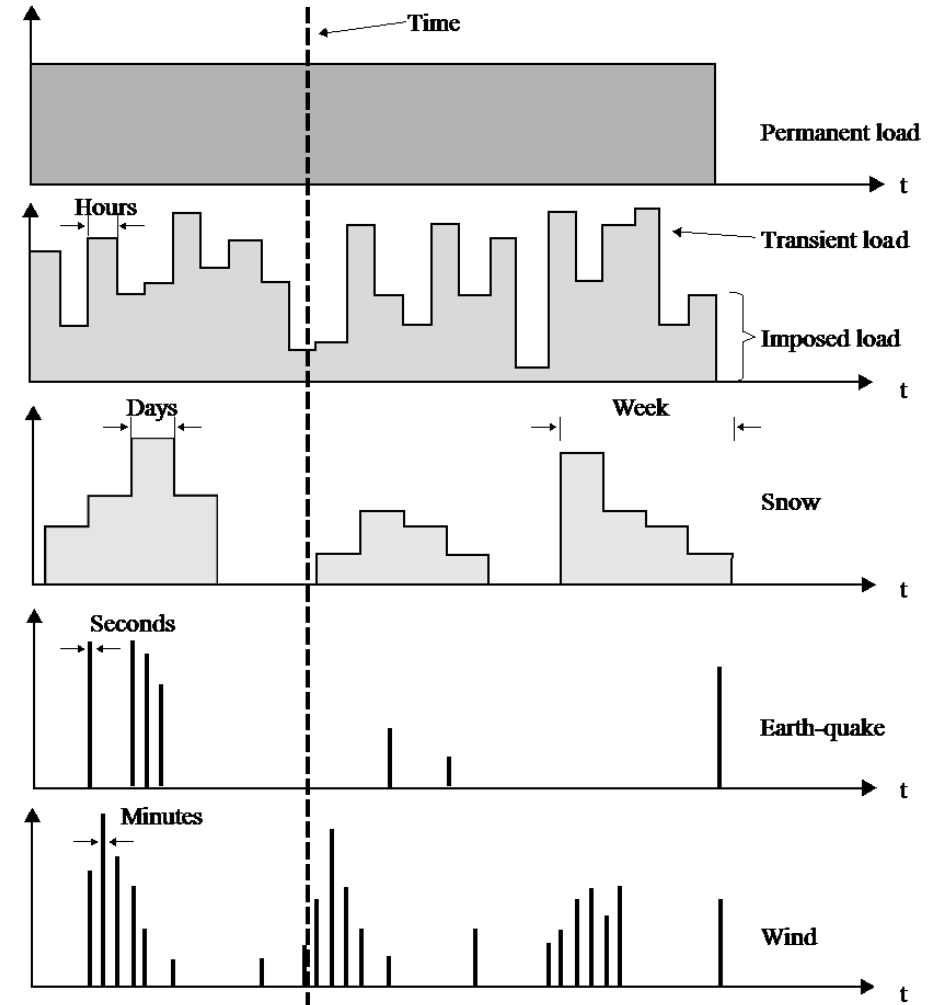 Time
Permanent load
t
Hours
Transient load
Imposed load
t
Days
Week
Snow
t
Seconds
Earth-quake
t
Minutes
Wind
t